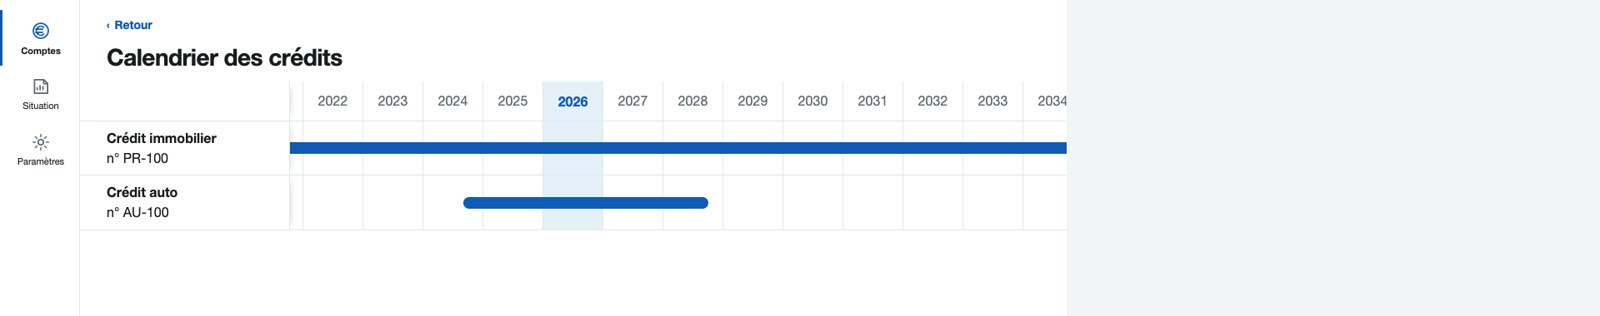 Comptes
Situation
Paramètres
‹ Retour
Calendrier des crédits
2022 2023 2024 2025 2026 2027 2028 2029 2030 2031 2032 2033 2034
Crédit immobilier
n° PR-100
Crédit auto
n° AU-100